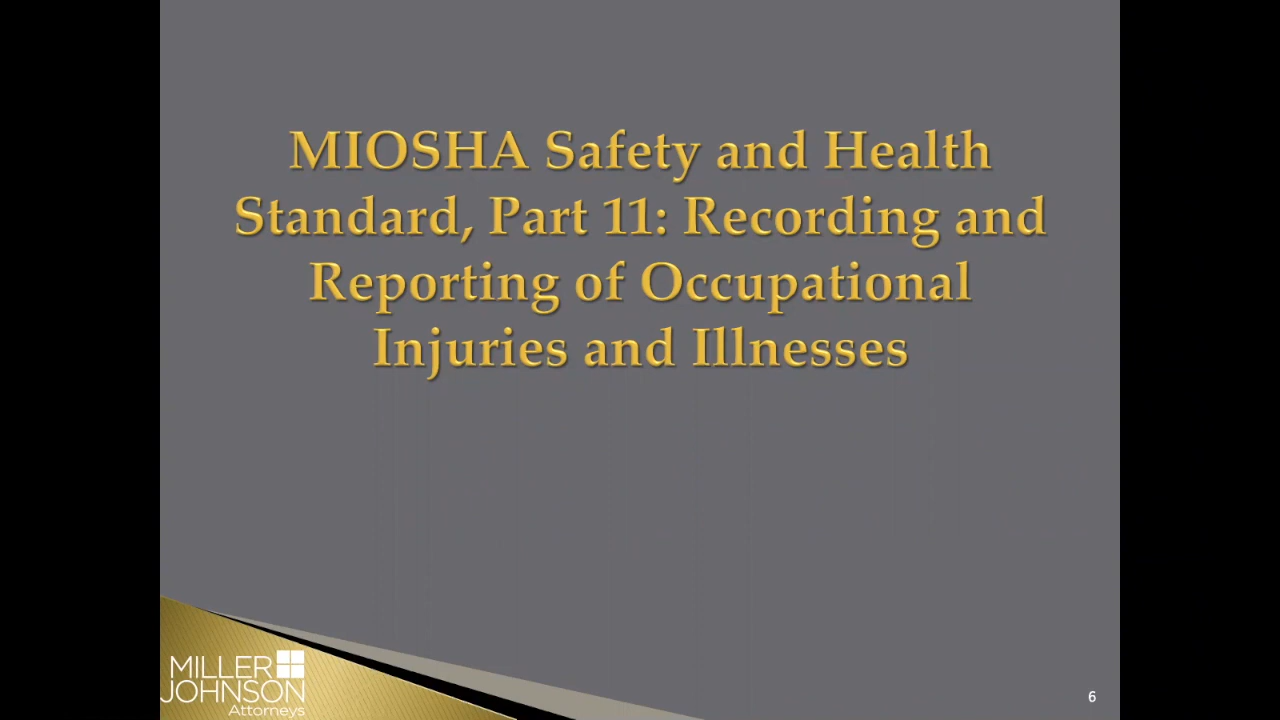 MIOSHA Safety and Health
Standard, Part 11: Recording and
Reporting of Occupational
Injuries and Illnesses
MILLER
JOHNSON
Attorneys
6